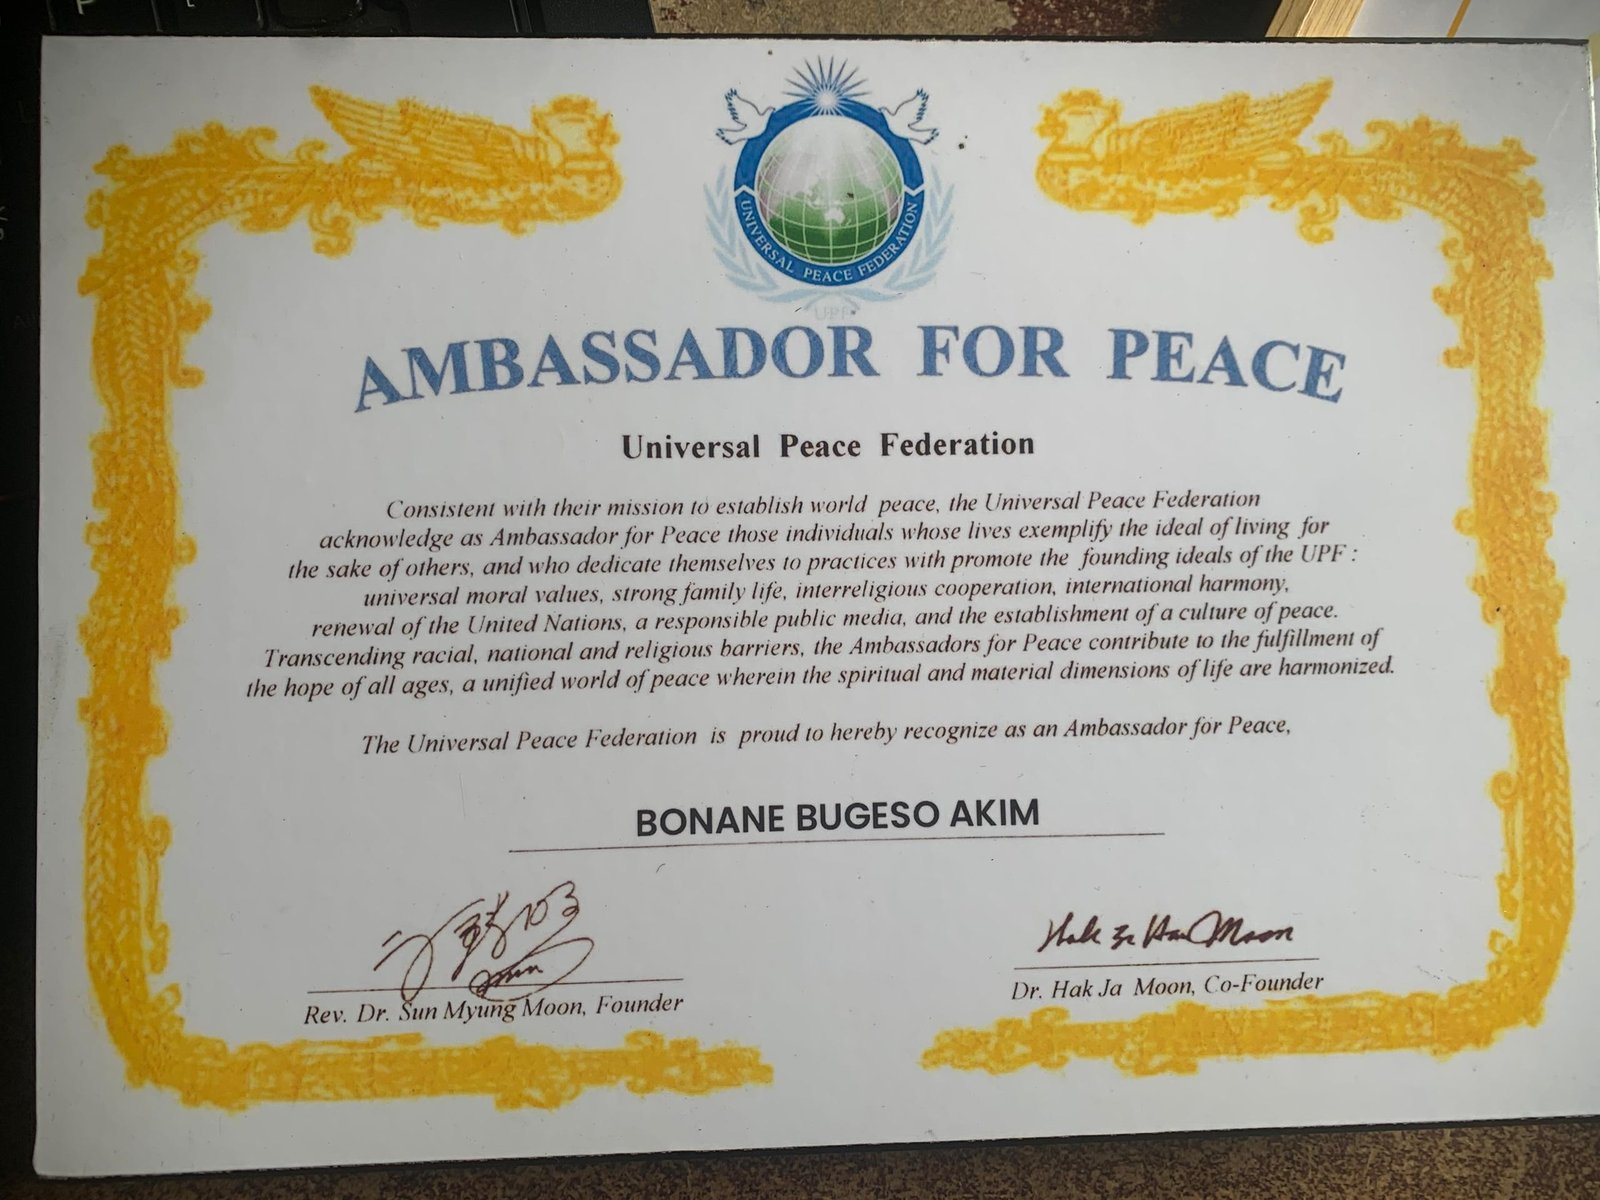 UNIVERSAL PEACE FEDERATION
UPF
AMBASSADOR FOR PEACE
Universal Peace Federation
Consistent with their mission to establish world peace, the Universal Peace Federation
acknowledge as Ambassador for Peace those individuals whose lives exemplify the ideal of living for
the sake of others, and who dedicate themselves to practices with promote the founding ideals of the UPF :
universal moral values, strong family life, interreligious cooperation, international harmony,
renewal of the United Nations, a responsible public media, and the establishment of a culture of peace.
Transcending racial, national and religious barriers, the Ambassadors for Peace contribute to the fulfillment of
the hope of all ages, a unified world of peace wherein the spiritual and material dimensions of life are harmonized.
The Universal Peace Federation is proud to hereby recognize as an Ambassador for Peace,
BONANE BUGESO AKIM
Hak Ja Han Moon
Rev. Dr. Sun Myung Moon, Founder
Dr. Hak Ja Moon, Co-Founder